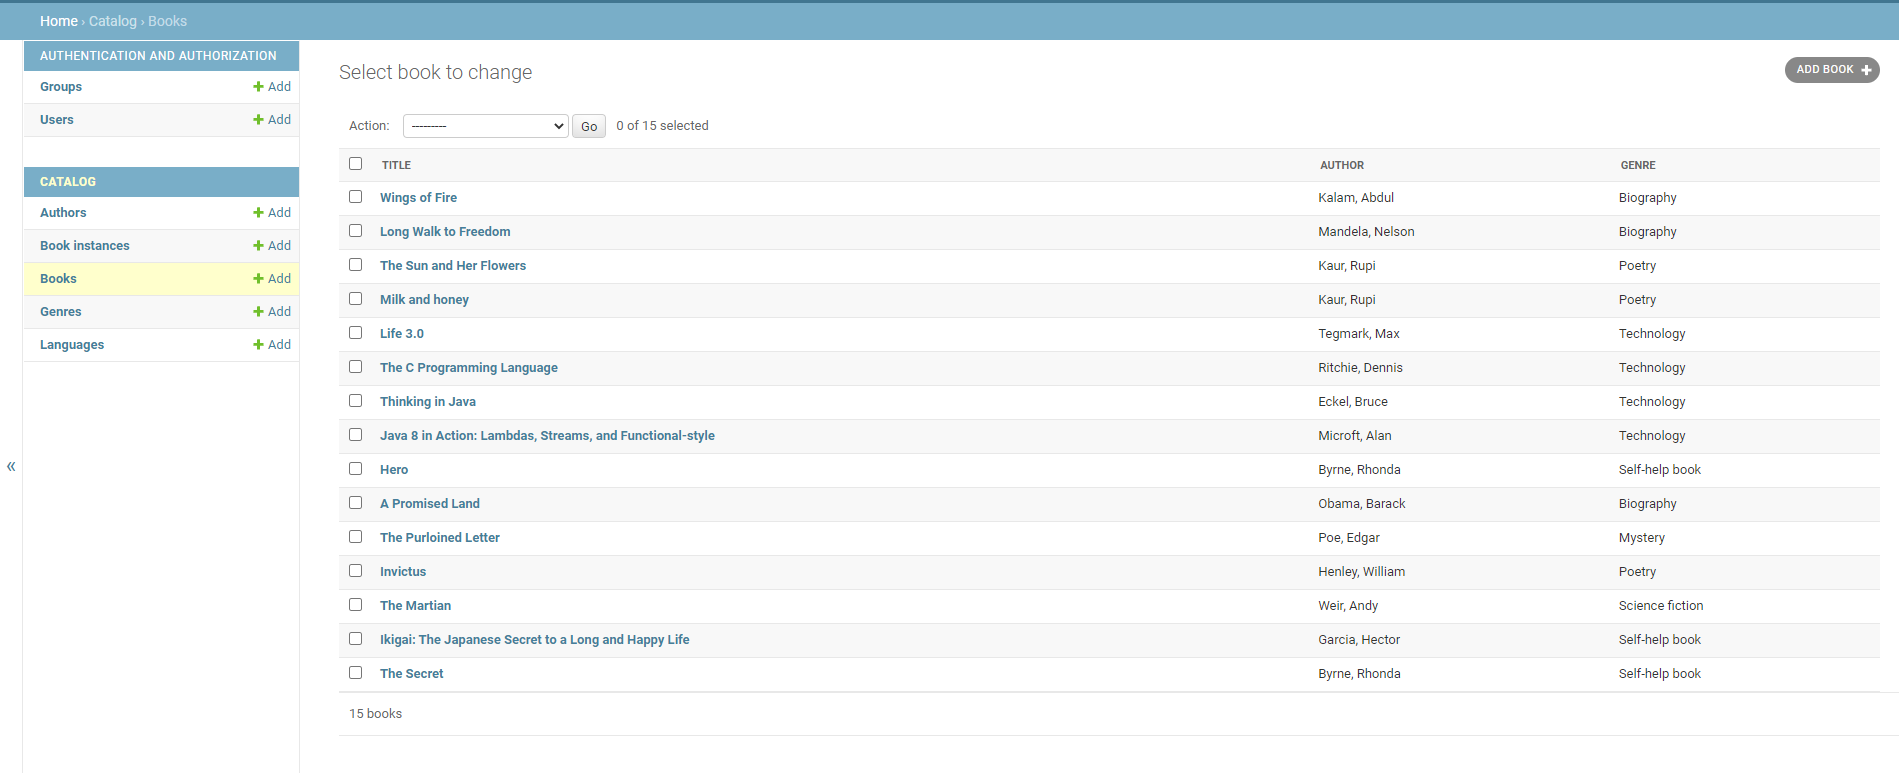 Home › Catalog › Books
AUTHENTICATION AND AUTHORIZATION
Groups Add
Users Add
CATALOG
Authors Add
Book instances Add
Books Add
Genres Add
Languages Add
«
Select book to change
ADD BOOK
Action: --------- Go 0 of 15 selected
TITLE AUTHOR GENRE
Wings of Fire Kalam, Abdul Biography
Long Walk to Freedom Mandela, Nelson Biography
The Sun and Her Flowers Kaur, Rupi Poetry
Milk and honey Kaur, Rupi Poetry
Life 3.0 Tegmark, Max Technology
The C Programming Language Ritchie, Dennis Technology
Thinking in Java Eckel, Bruce Technology
Java 8 in Action: Lambdas, Streams, and Functional-style Microft, Alan Technology
Hero Byrne, Rhonda Self-help book
A Promised Land Obama, Barack Biography
The Purloined Letter Poe, Edgar Mystery
Invictus Henley, William Poetry
The Martian Weir, Andy Science fiction
Ikigai: The Japanese Secret to a Long and Happy Life Garcia, Hector Self-help book
The Secret Byrne, Rhonda Self-help book
15 books